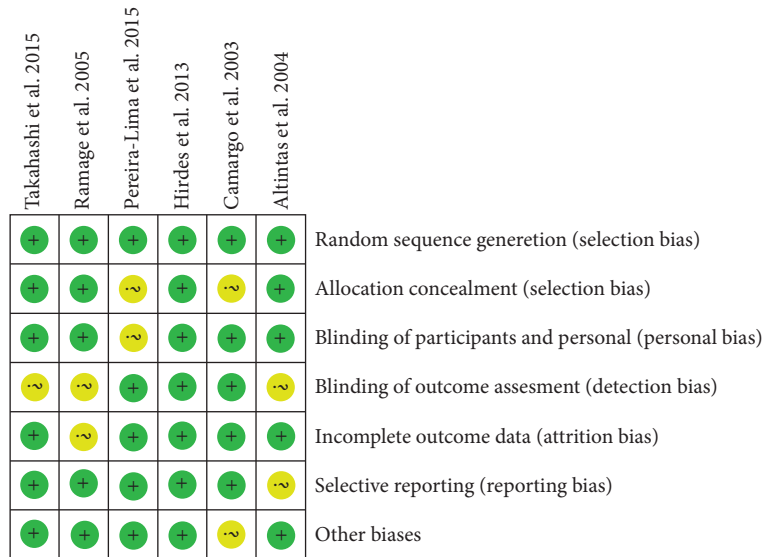 Takahashi et al. 2015
Ramage et al. 2005
Pereira-Lima et al. 2015
Hirdes et al. 2013
Camargo et al. 2003
Altintas et al. 2004
+ + + + + + Random sequence generetion (selection bias)
+ + ? + ? + Allocation concealment (selection bias)
+ + ? + + + Blinding of participants and personal (personal bias)
? ? + + + ? Blinding of outcome assesment (detection bias)
+ ? + + + + Incomplete outcome data (attrition bias)
+ + + + + ? Selective reporting (reporting bias)
+ + + + ? + Other biases